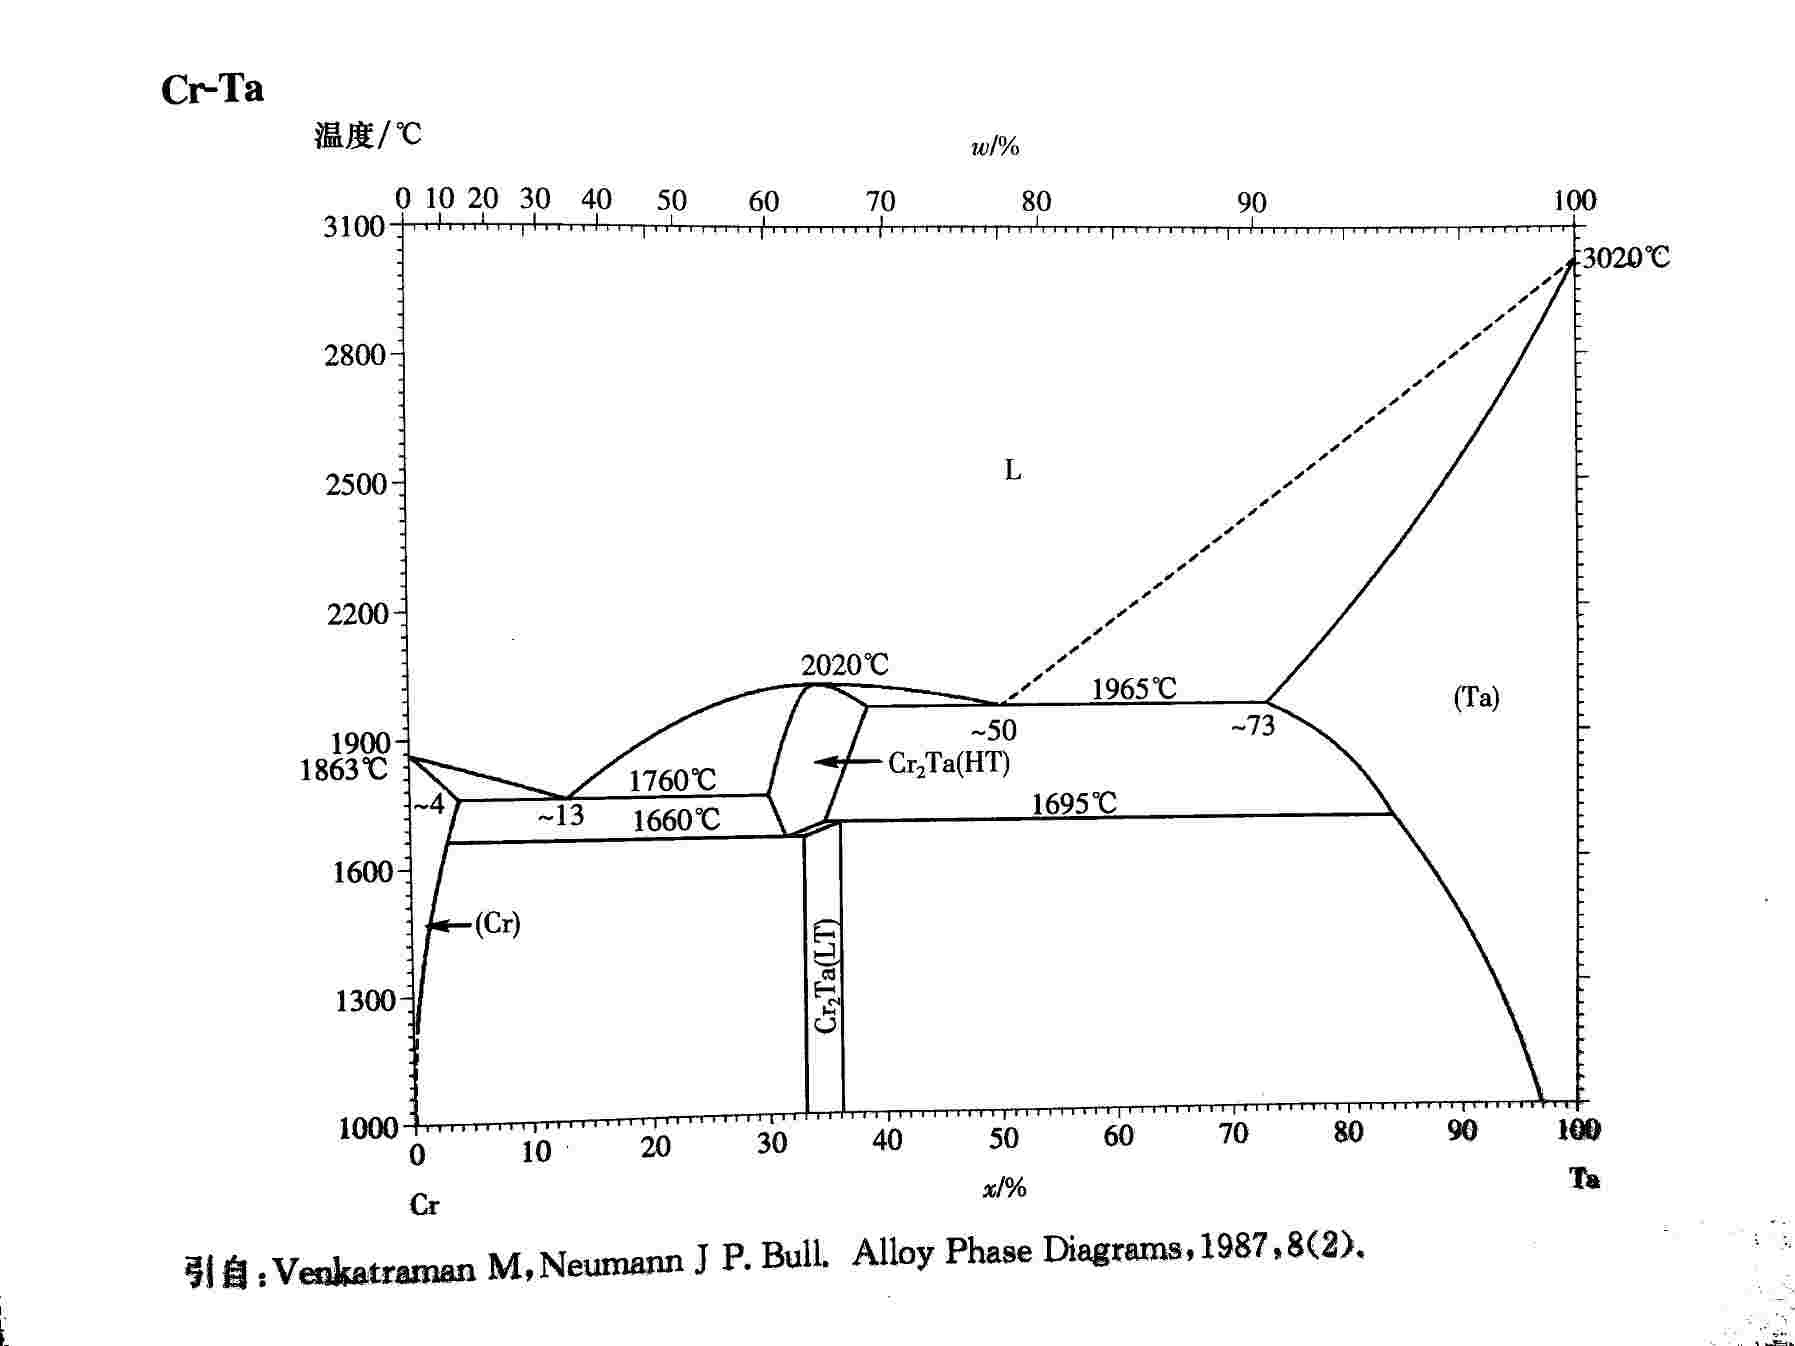 Cr-Ta
温度/℃
w/%
0 10 20 30 40 50 60 70 80 90 100
3100
3020℃
2800
L
2500
2200
2020℃
1965℃
(Ta)
~50
~73
1900
1863℃
Cr₂Ta(HT)
1760℃
~4
~13
1695℃
1660℃
1600
(Cr)
Cr₂Ta(LT)
1300
1000
0 10 20 30 40 50 60 70 80 90 100
x/%
Cr
Ta
引自:Venkatraman M,Neumann J P. Bull. Alloy Phase Diagrams,1987,8(2).